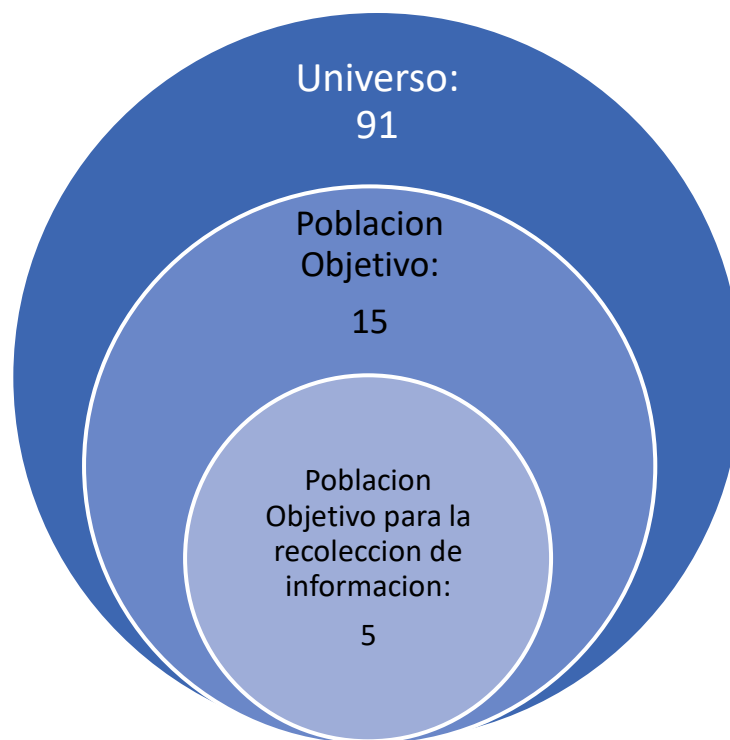 Universo:
91
Poblacion
Objetivo:
15
Poblacion
Objetivo para la
recoleccion de
informacion:
5